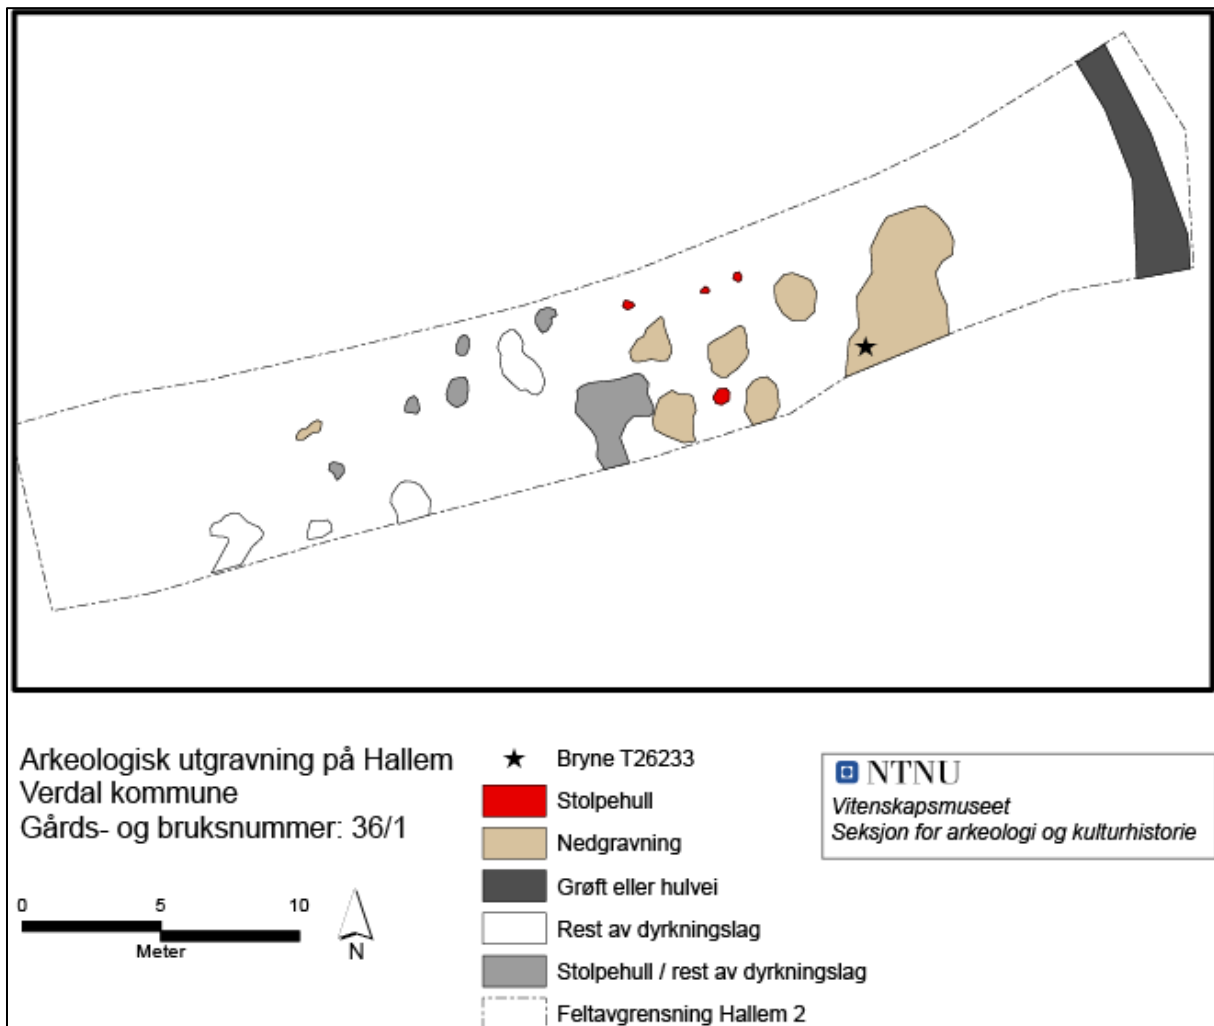 Arkeologisk utgravning på Hallem
Verdal kommune
Gårds- og bruksnummer: 36/1
0 5 10
Meter
N
Bryne T26233
Stolpehull
Nedgravning
Grøft eller hulvei
Rest av dyrkningslag
Stolpehull / rest av dyrkningslag
Feltavgrensning Hallem 2
NTNU
Vitenskapsmuseet
Seksjon for arkeologi og kulturhistorie